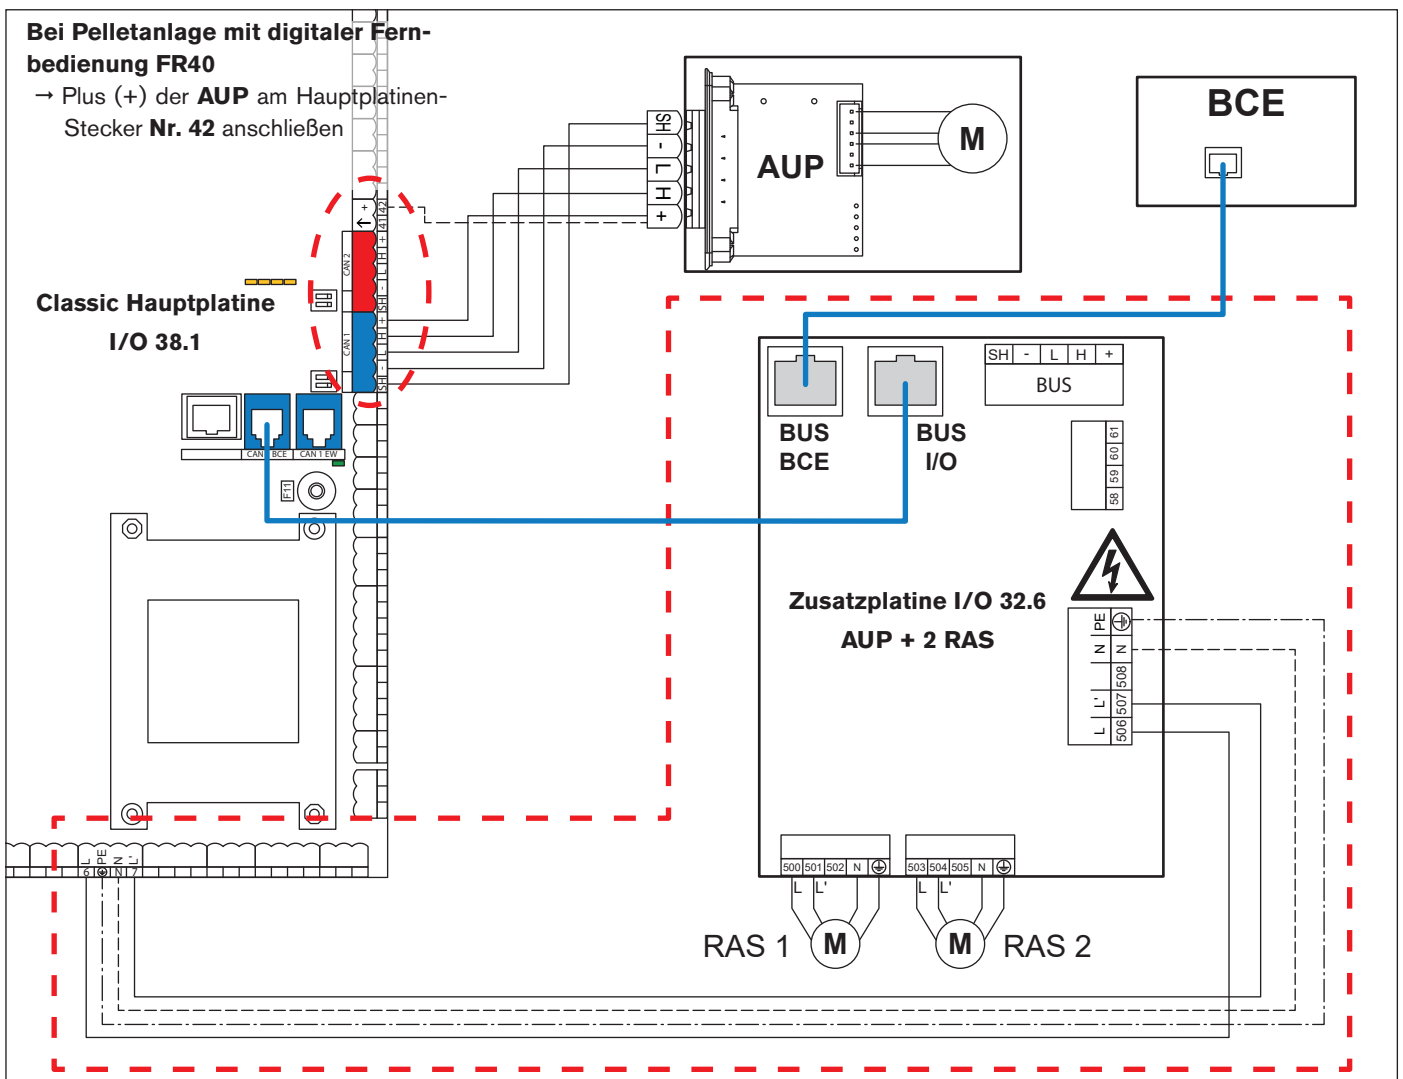 Bei Pelletanlage mit digitaler Fern-
bedienung FR40
→ Plus (+) der AUP am Hauptplatinen-
Stecker Nr. 42 anschließen
SH
-
L
H
+
AUP
M
BCE
+
←
41 42
CAN 2
+
H
L
-
SH
CAN 1
+
H
L
-
SH
Classic Hauptplatine
I/O 38.1
CAN 1 BCE
CAN 1 EW
F11
BUS
BCE
BUS
I/O
SH - L H +
BUS
61
60
59
58
Zusatzplatine I/O 32.6
AUP + 2 RAS
PE
N N
508
L' 507
L 506
L PE N L'
6 N 7
500 501 502 N
L L'
503 504 505 N
L L'
RAS 1
M
M
RAS 2